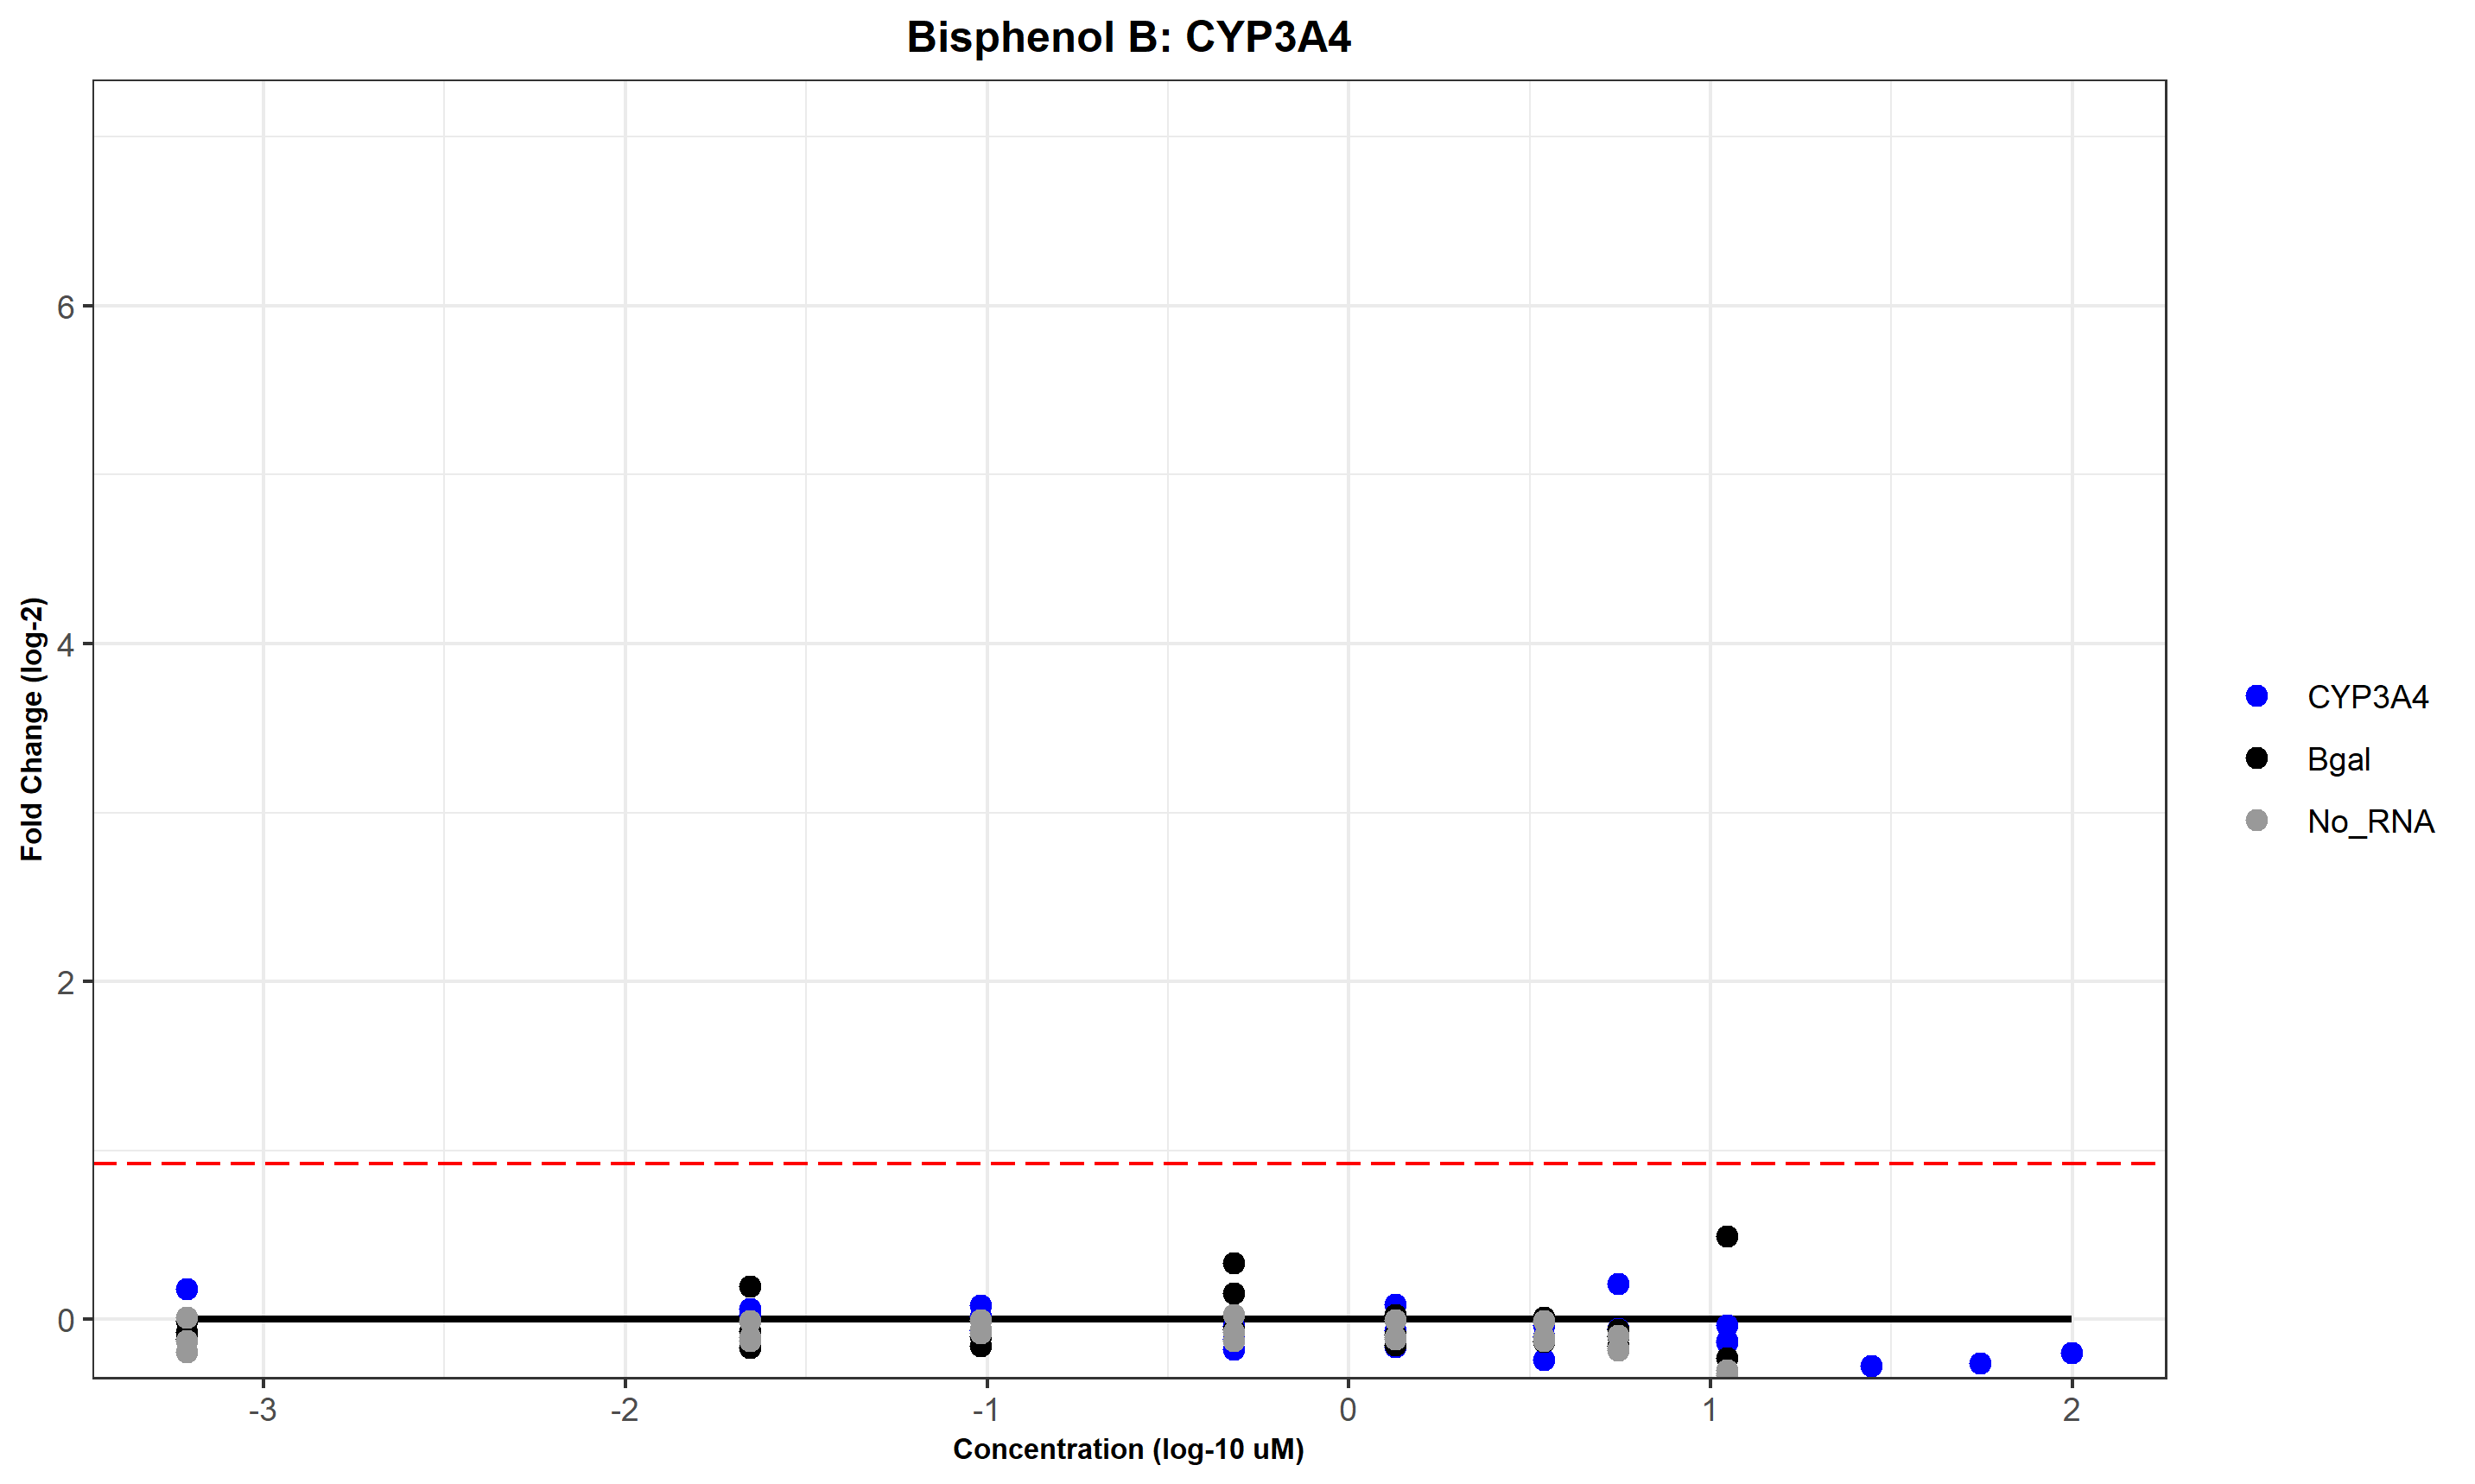 Bisphenol B: CYP3A4
Fold Change (log-2)
6
4
2
0
-3
-2
-1
0
1
2
Concentration (log-10 uM)
CYP3A4
Bgal
No_RNA